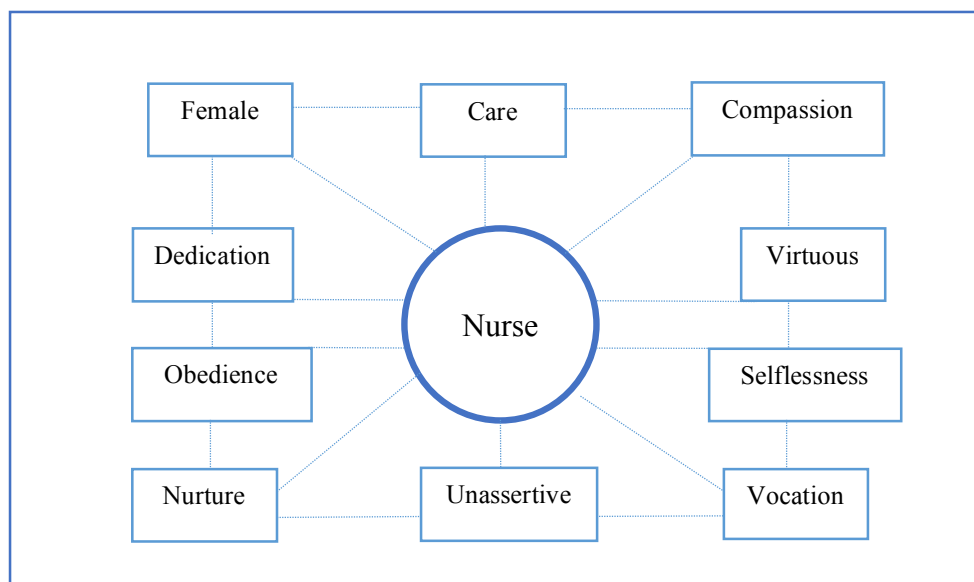 Female
Care
Compassion
Dedication
Virtuous
Nurse
Obedience
Selflessness
Nurture
Unassertive
Vocation